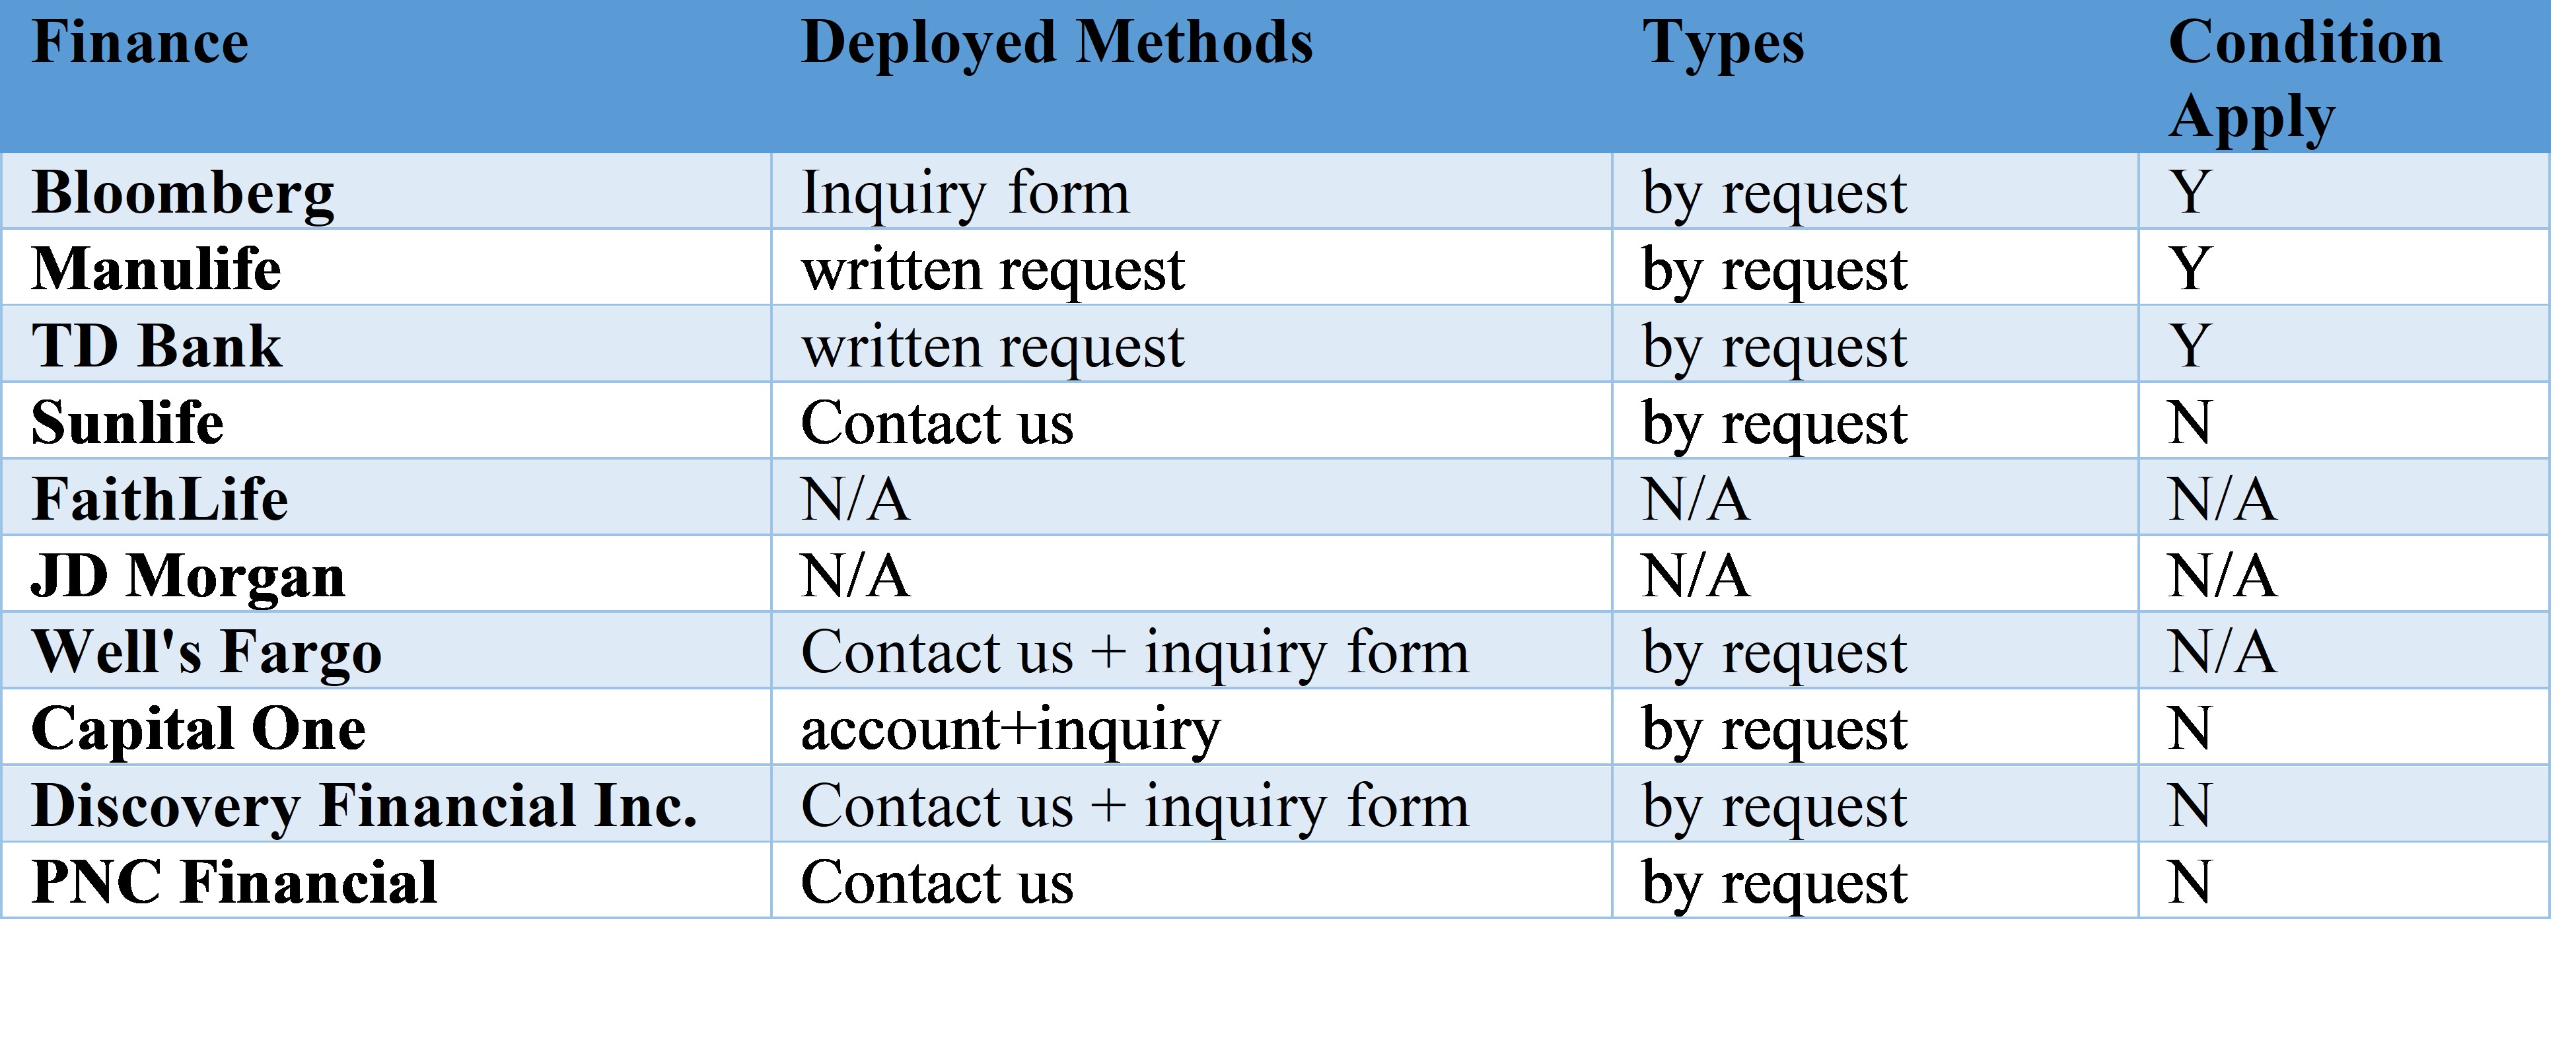 Finance Deployed Methods Types Condition Apply
Bloomberg Inquiry form by request Y
Manulife written request by request Y
TD Bank written request by request Y
Sunlife Contact us by request N
FaithLife N/A N/A N/A
JD Morgan N/A N/A N/A
Well's Fargo Contact us + inquiry form by request N/A
Capital One account+inquiry by request N
Discovery Financial Inc. Contact us + inquiry form by request N
PNC Financial Contact us by request N